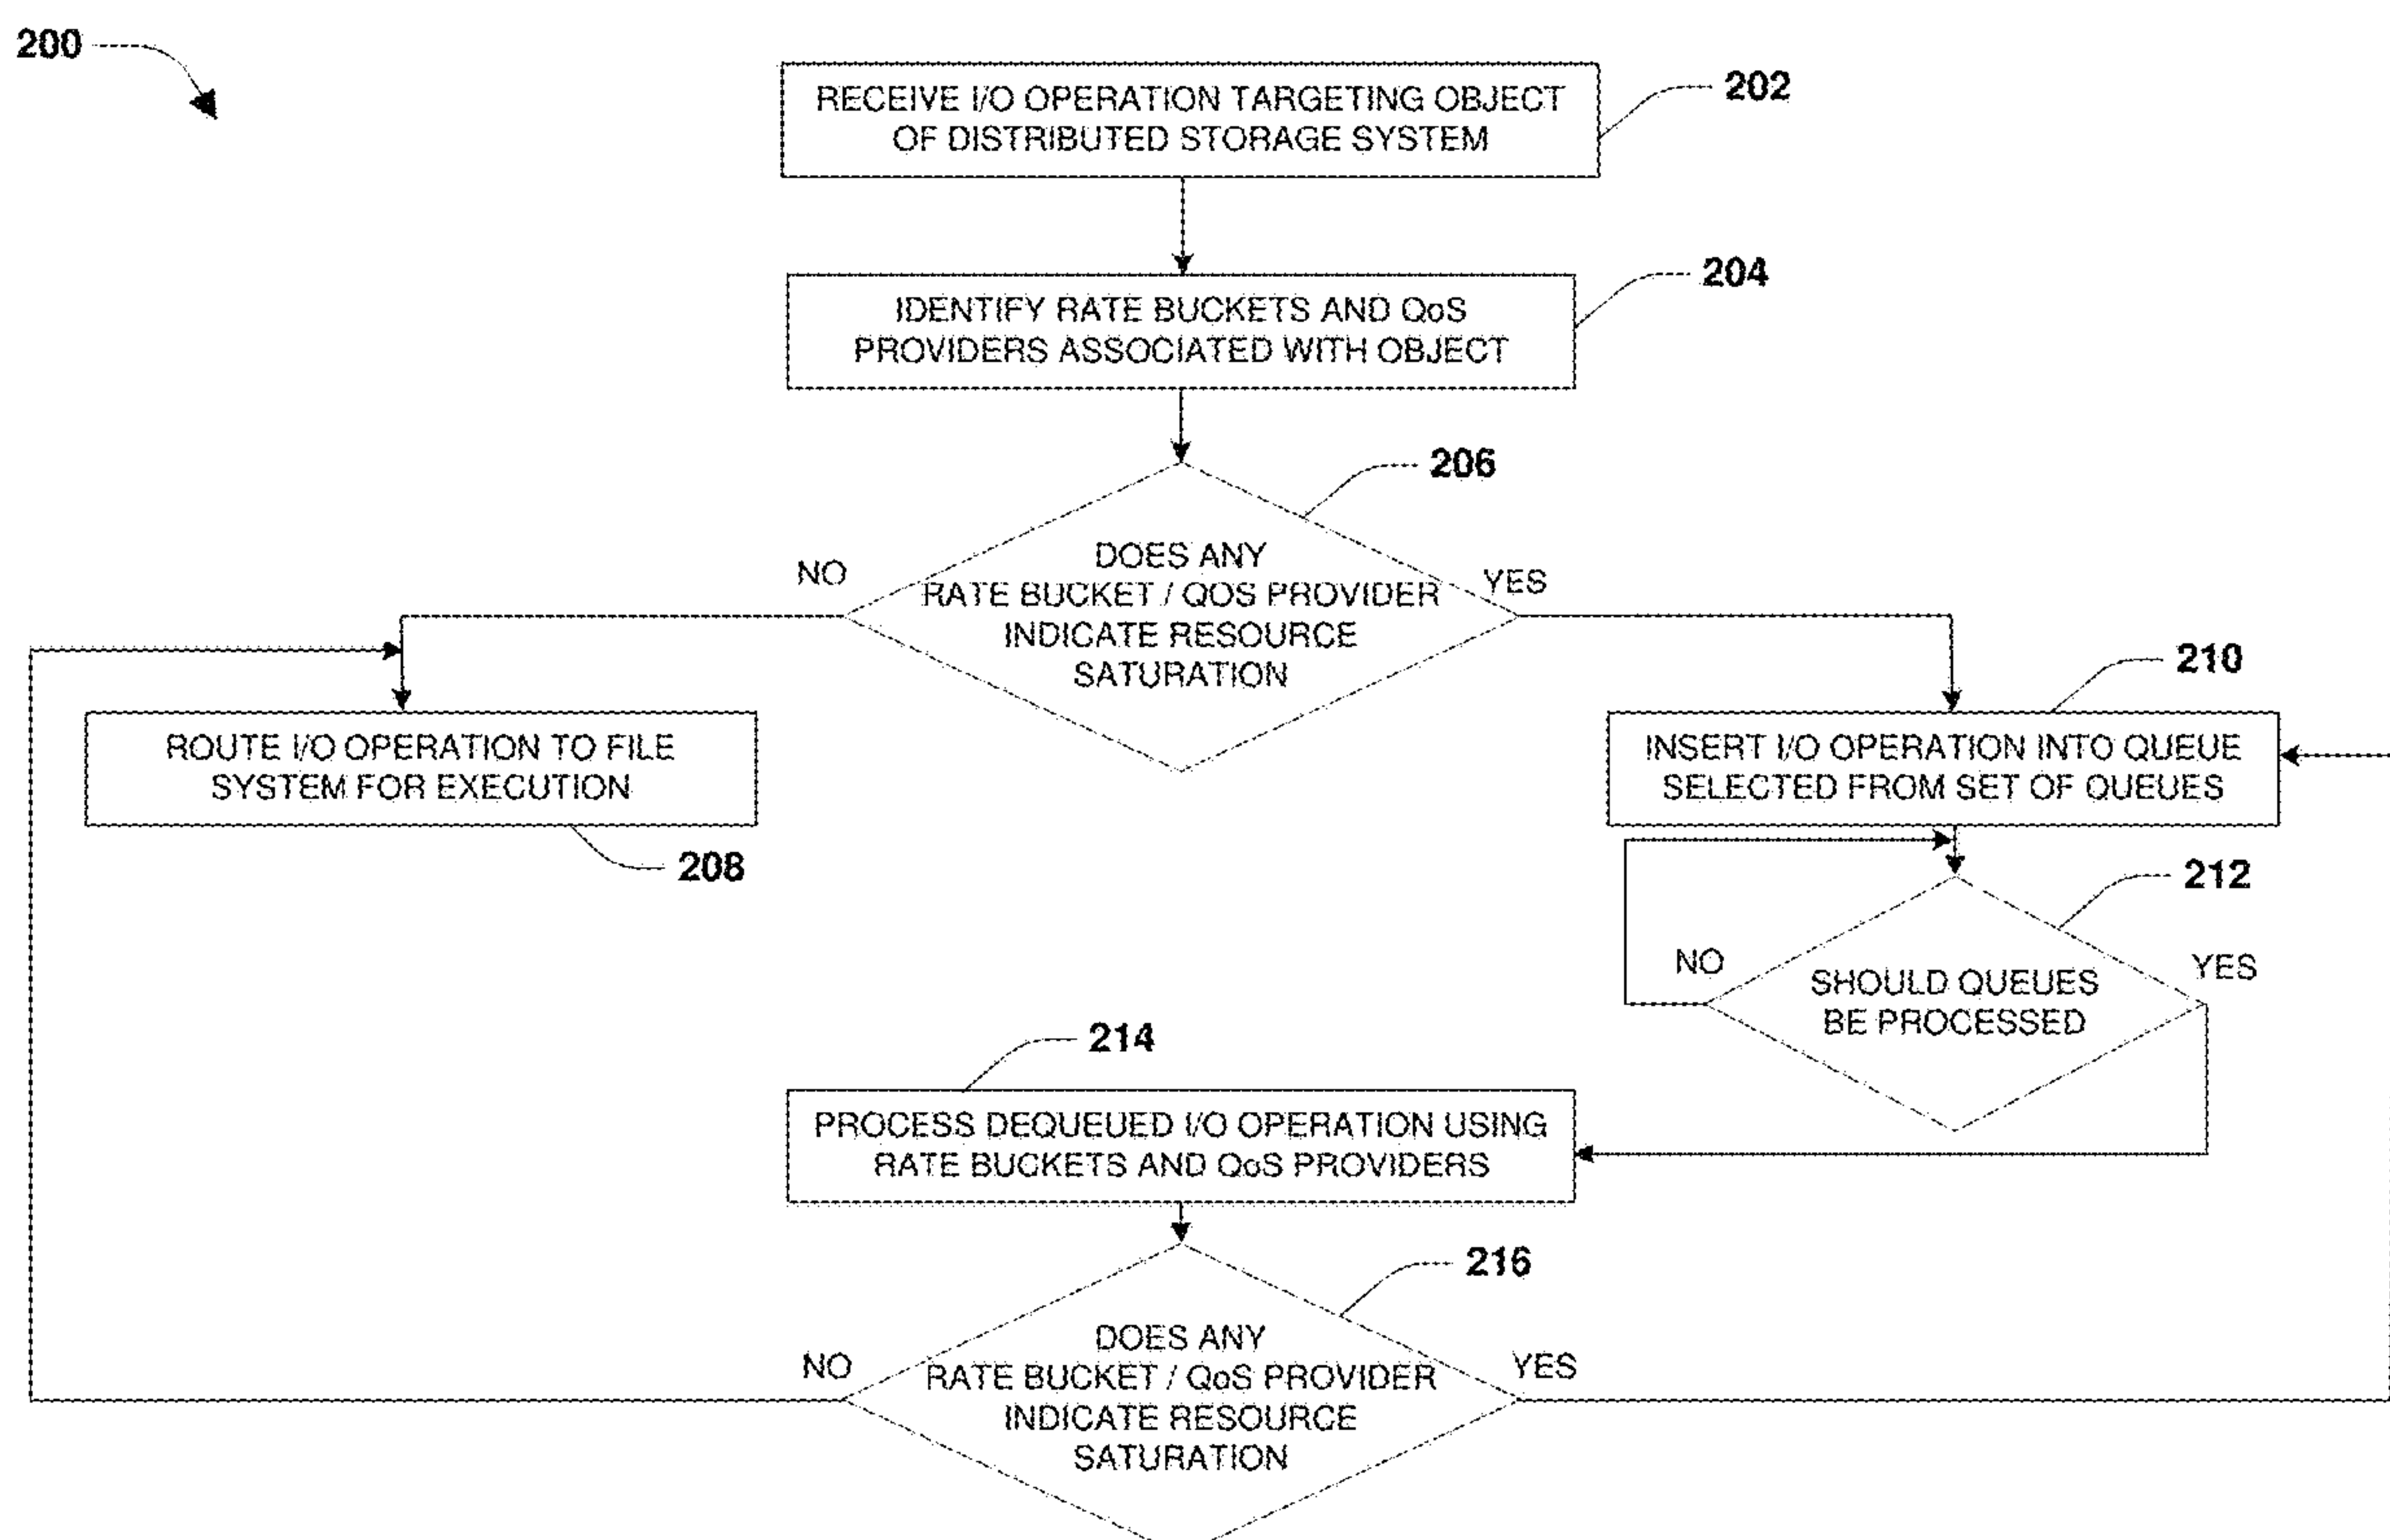 200
RECEIVE I/O OPERATION TARGETING OBJECT
OF DISTRIBUTED STORAGE SYSTEM
202
IDENTIFY RATE BUCKETS AND QoS
PROVIDERS ASSOCIATED WITH OBJECT
204
206
DOES ANY
RATE BUCKET / QOS PROVIDER
INDICATE RESOURCE
SATURATION
NO
YES
ROUTE I/O OPERATION TO FILE
SYSTEM FOR EXECUTION
208
210
INSERT I/O OPERATION INTO QUEUE
SELECTED FROM SET OF QUEUES
212
NO
SHOULD QUEUES
BE PROCESSED
YES
214
PROCESS DEQUEUED I/O OPERATION USING
RATE BUCKETS AND QoS PROVIDERS
216
DOES ANY
RATE BUCKET / QoS PROVIDER
INDICATE RESOURCE
SATURATION
NO
YES